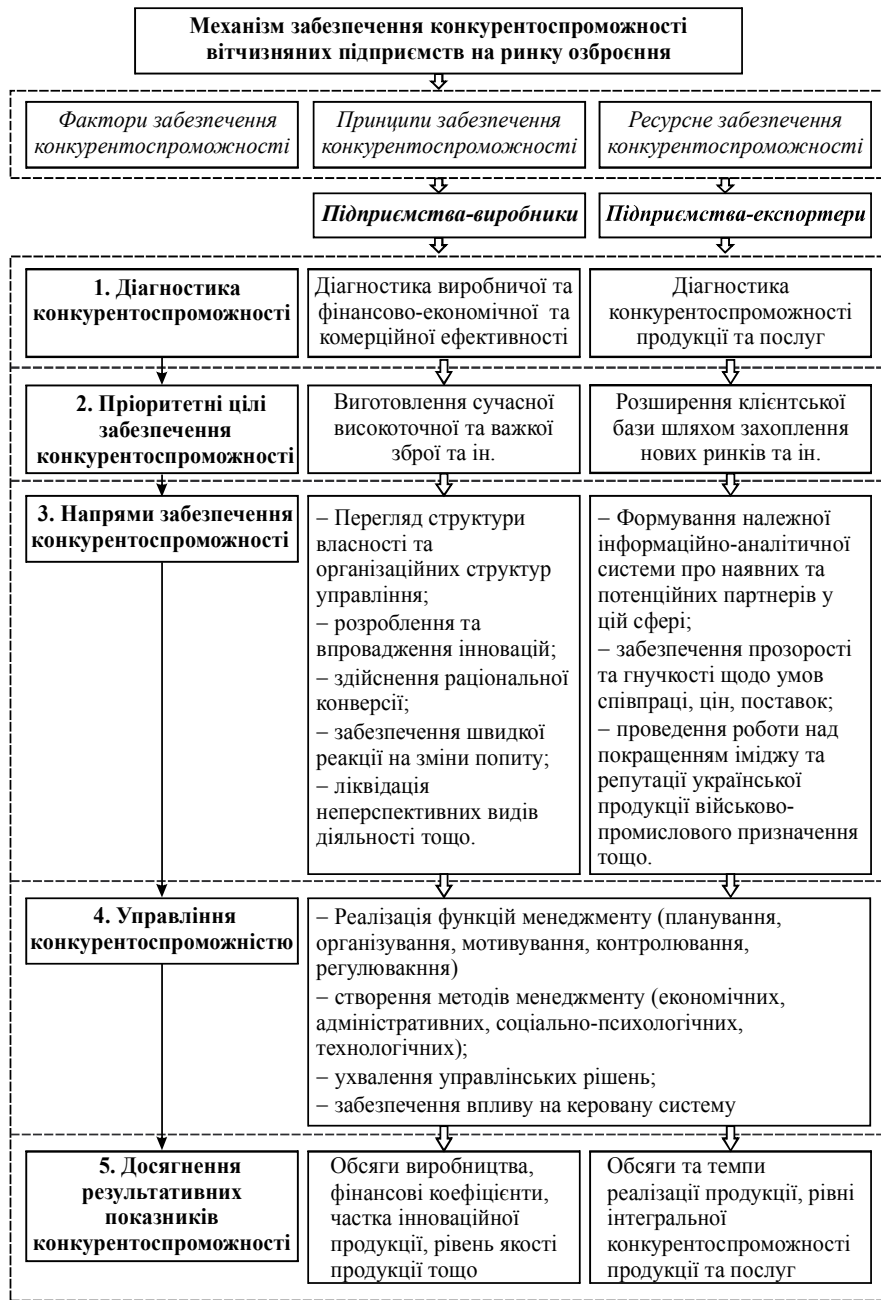 Механізм забезпечення конкурентоспроможності
вітчизняних підприємств на ринку озброєння
Фактори забезпечення
конкурентоспроможності
Принципи забезпечення
конкурентоспроможності
Ресурсне забезпечення
конкурентоспроможності
Підприємства-виробники
Підприємства-експортери
1. Діагностика
конкурентоспроможності
Діагностика виробничої та
фінансово-економічної та
комерційної ефективності
Діагностика
конкурентоспроможності
продукції та послуг
2. Пріоритетні цілі
забезпечення
конкурентоспроможності
Виготовлення сучасної
високоточної та важкої
зброї та ін.
Розширення клієнтської
бази шляхом захоплення
нових ринків та ін.
3. Напрями забезпечення
конкурентоспроможності
– Перегляд структури
власності та
організаційних структур
управління;
– розроблення та
впровадження інновацій;
– здійснення раціональної
конверсії;
– забезпечення швидкої
реакції на зміни попиту;
– ліквідація
неперспективних видів
діяльності тощо.
– Формування належної
інформаційно-аналітичної
системи про наявних та
потенційних партнерів у
цій сфері;
– забезпечення прозорості
та гнучкості щодо умов
співпраці, цін, поставок;
– проведення роботи над
покращенням іміджу та
репутації української
продукції військово-
промислового призначення
тощо.
4. Управління
конкурентоспроможністю
– Реалізація функцій менеджменту (планування,
організування, мотивування, контролювання,
регулювакння)
– створення методів менеджменту (економічних,
адміністративних, соціально-психологічних,
технологічних);
– ухвалення управлінських рішень;
– забезпечення впливу на керовану систему
5. Досягнення
результативних
показників
конкурентоспроможності
Обсяги виробництва,
фінансові коефіцієнти,
частка інноваційної
продукції, рівень якості
продукції тощо
Обсяги та темпи
реалізації продукції, рівні
інтегральної
конкурентоспроможності
продукції та послуг